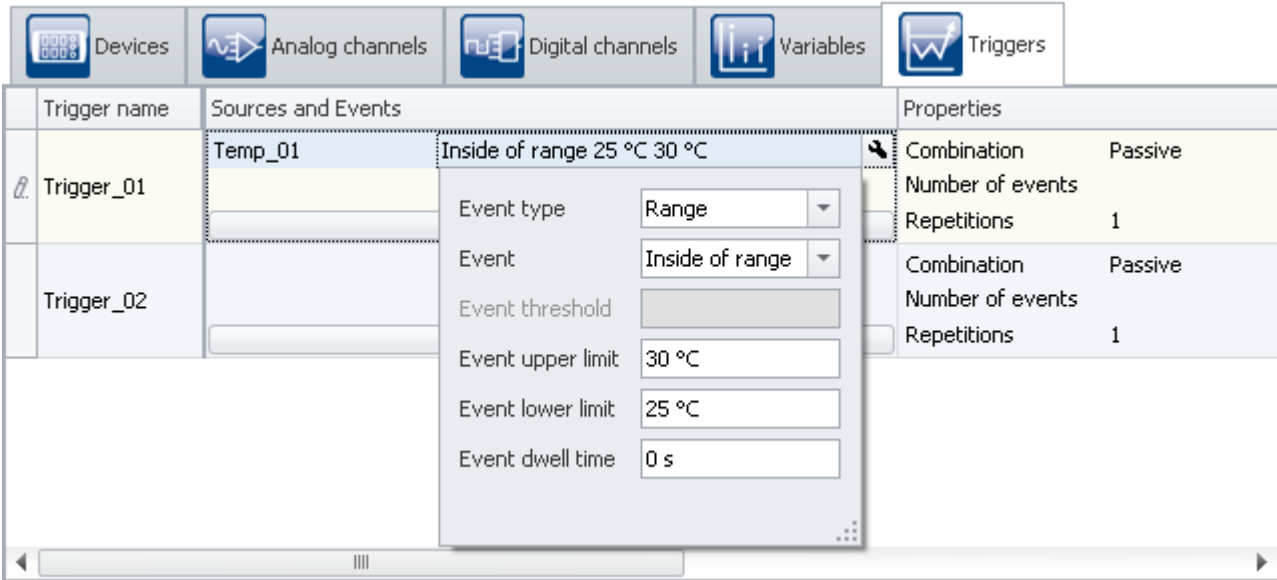 Devices
Analog channels
Digital channels
Variables
Triggers
Trigger name
Sources and Events
Properties
Trigger_01
Temp_01
Inside of range 25 °C 30 °C
Combination Passive
Number of events
Repetitions 1
Event type Range
Event Inside of range
Event threshold
Event upper limit 30 °C
Event lower limit 25 °C
Event dwell time 0 s
Trigger_02
Combination Passive
Number of events
Repetitions 1